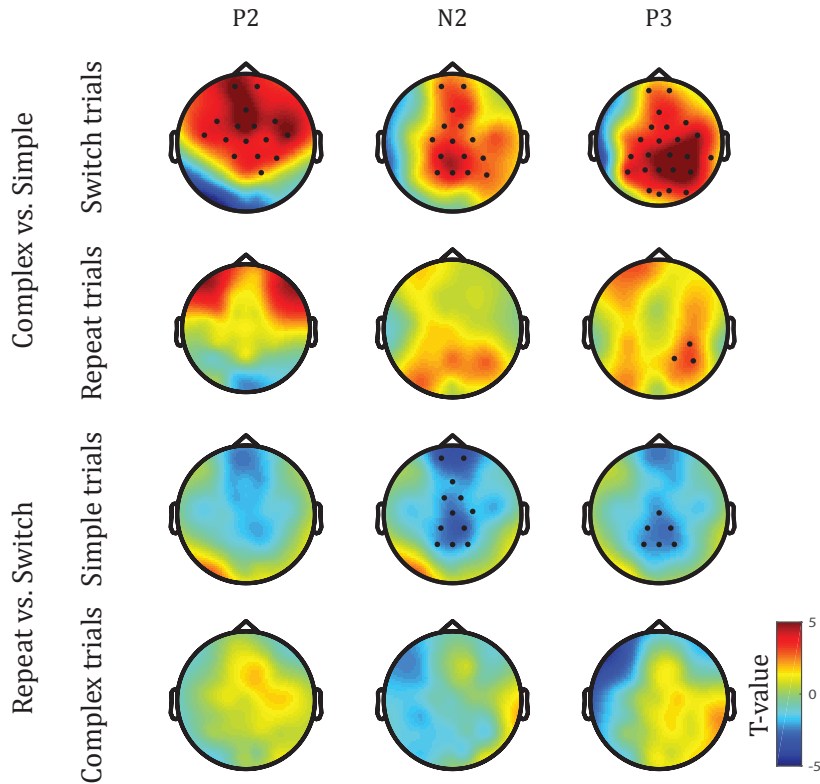 P2
N2
P3
Complex vs. Simple
Switch trials
Repeat trials
Repeat vs. Switch
Simple trials
Complex trials
T-value
5
0
-5